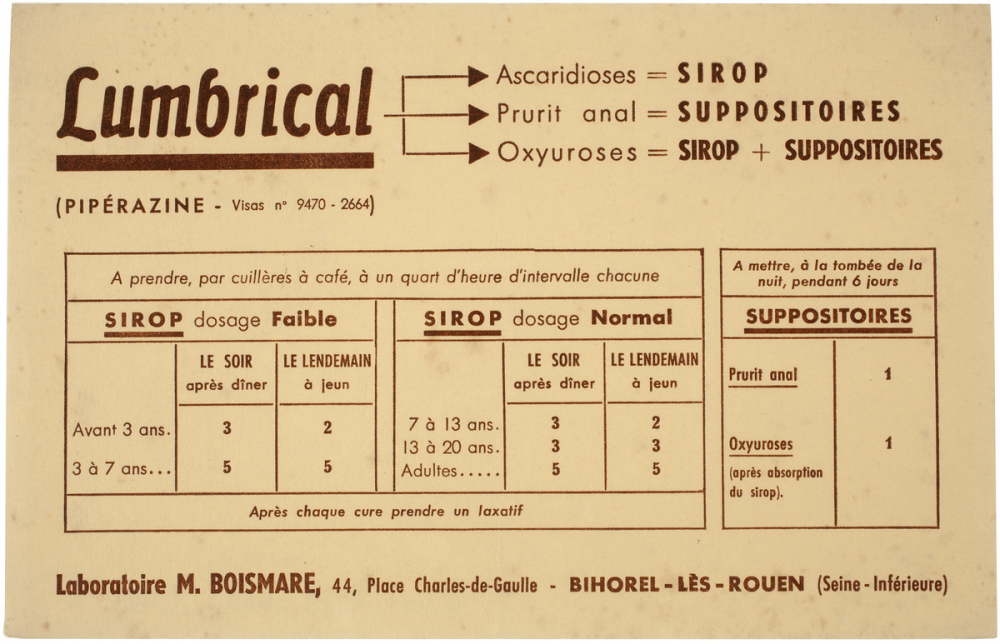 Lumbrical
Ascaridioses = SIROP
Prurit anal = SUPPOSITOIRES
Oxyuroses = SIROP + SUPPOSITOIRES
(PIPÉRAZINE - Visas n° 9470 - 2664)
A prendre, par cuillères à café, à un quart d'heure d'intervalle chacune
SIROP dosage Faible
LE SOIR LE LENDEMAIN
après dîner à jeun
Avant 3 ans. 3 2
3 à 7 ans... 5 5
SIROP dosage Normal
LE SOIR LE LENDEMAIN
après dîner à jeun
7 à 13 ans. 3 2
13 à 20 ans. 3 3
Adultes..... 5 5
Après chaque cure prendre un laxatif
A mettre, à la tombée de la
nuit, pendant 6 jours
SUPPOSITOIRES
Prurit anal 1
Oxyuroses 1
(après absorption
du sirop).
Laboratoire M. BOISMARE, 44, Place Charles-de-Gaulle - BIHOREL-LÈS-ROUEN (Seine-Inférieure)